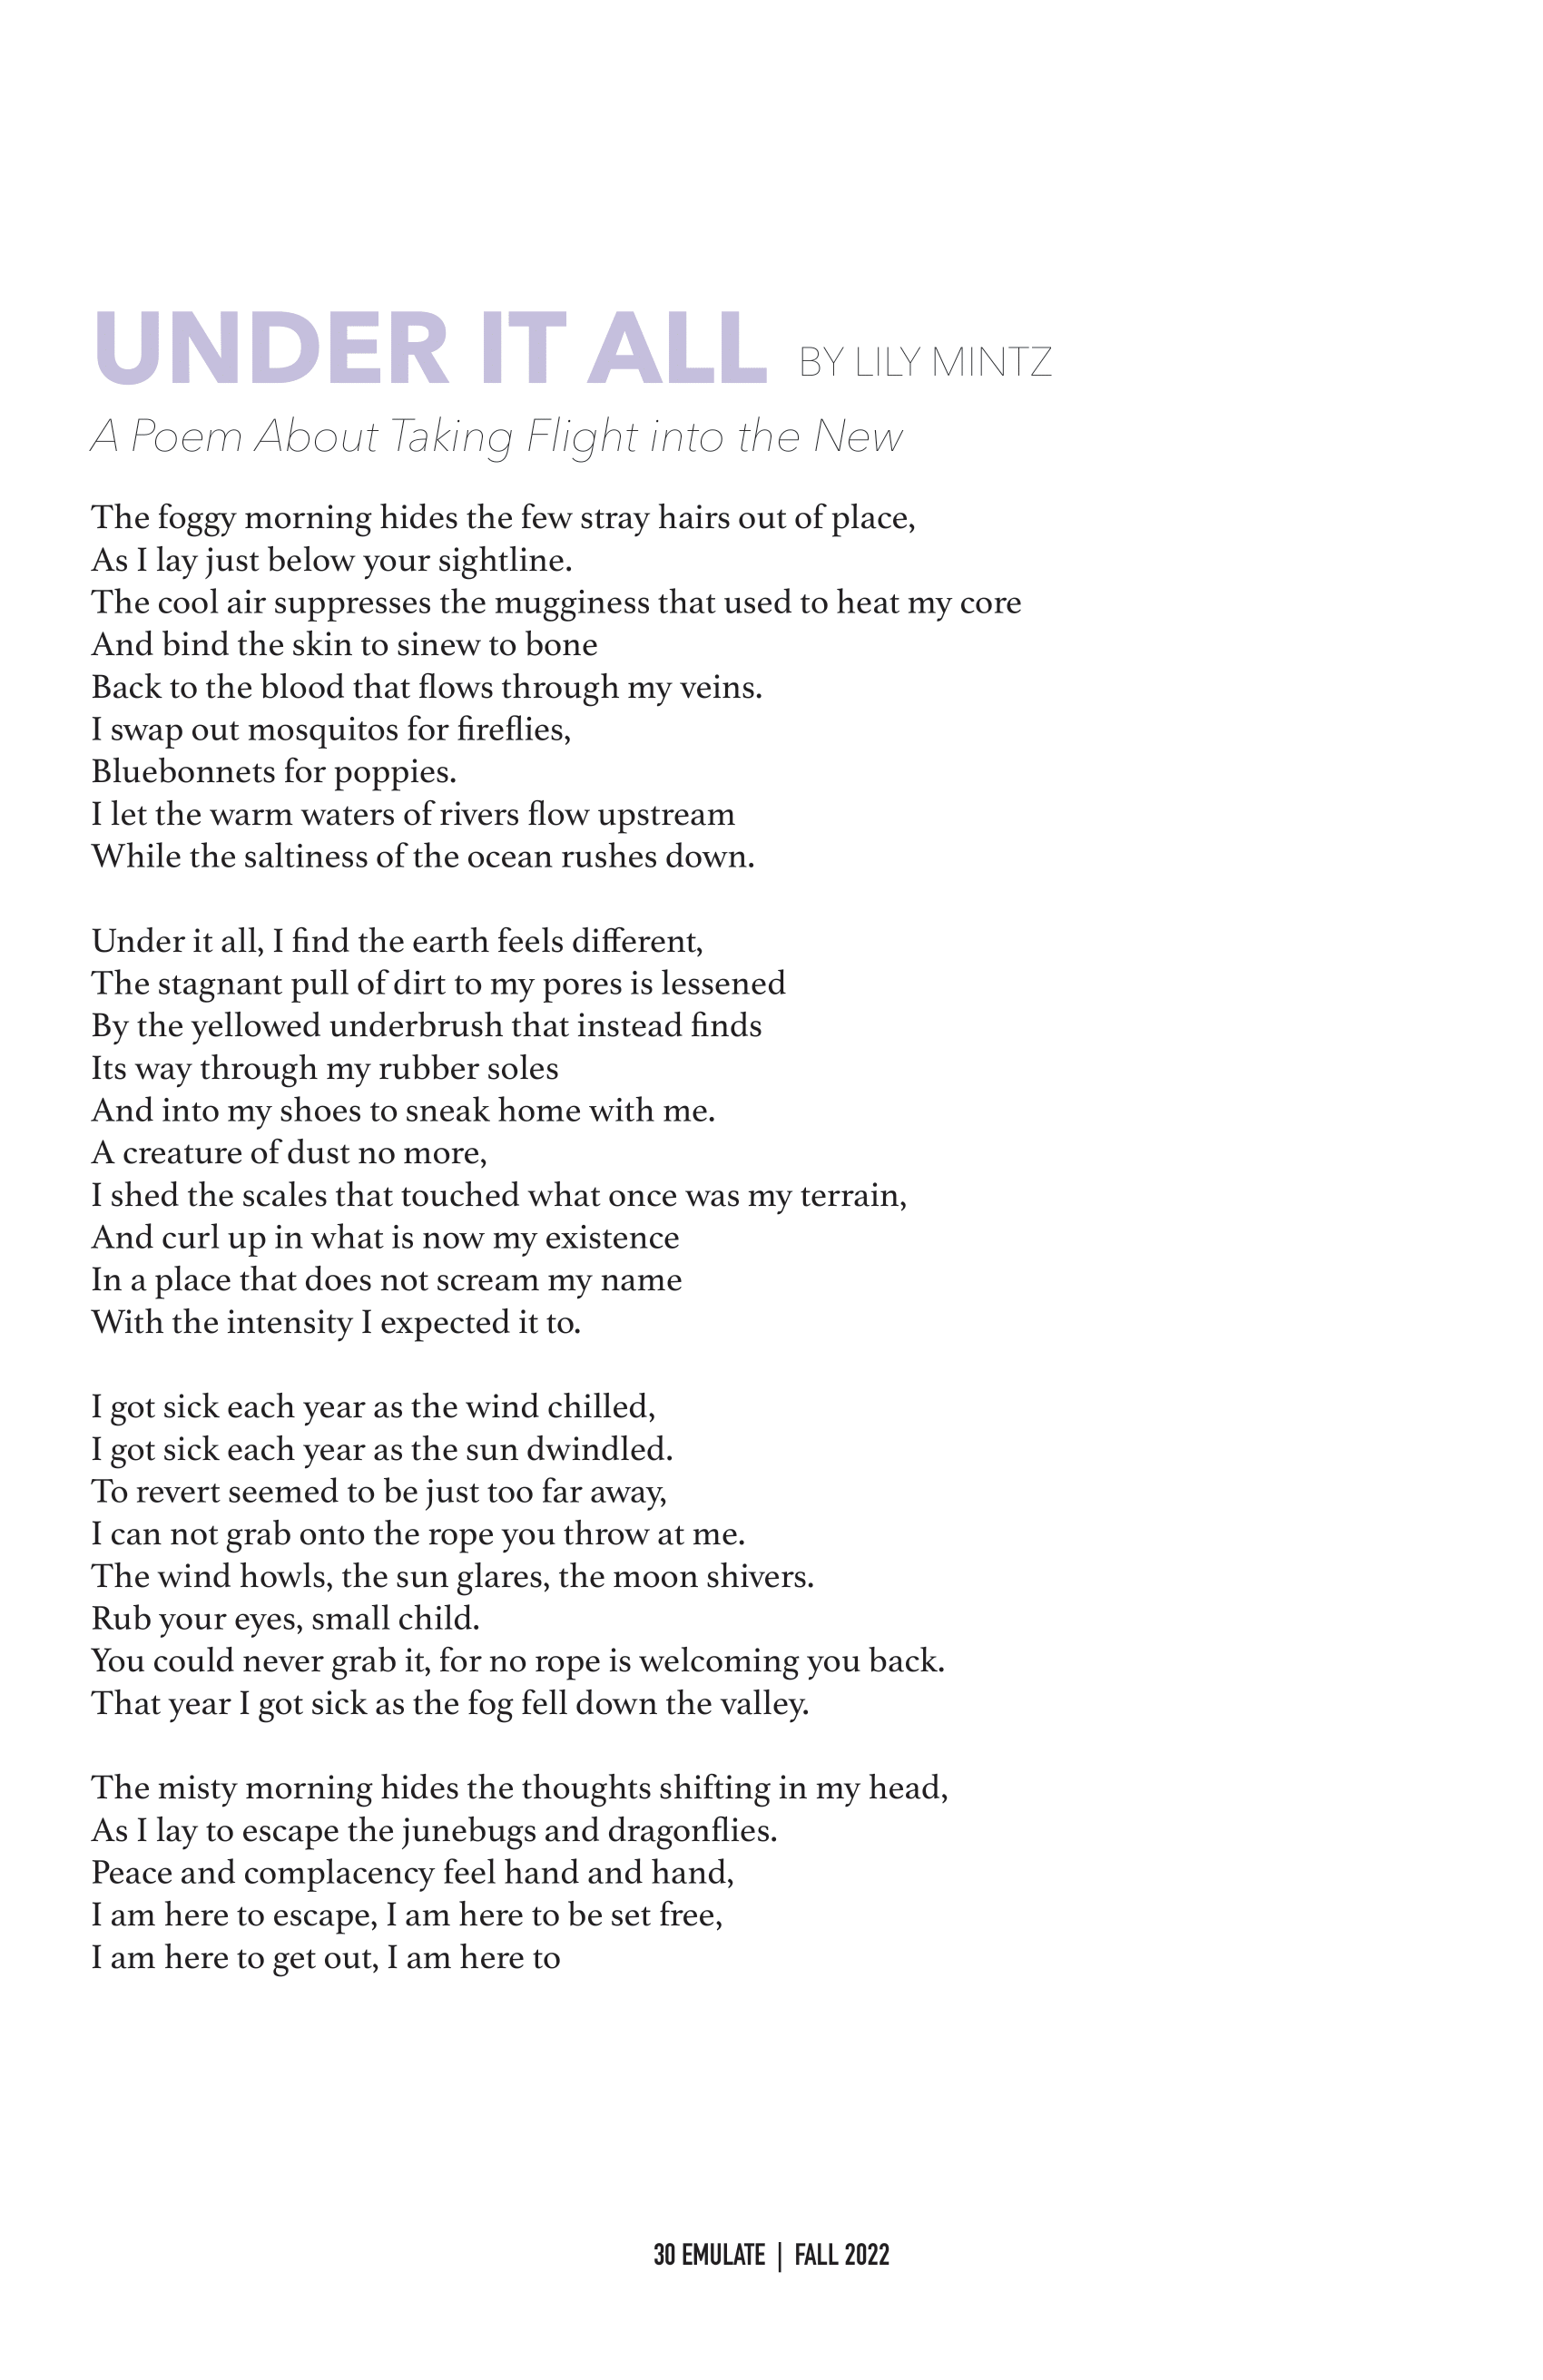 UNDER IT ALL BY LILY MINTZ
A Poem About Taking Flight into the New
The foggy morning hides the few stray hairs out of place,
As I lay just below your sightline.
The cool air suppresses the mugginess that used to heat my core
And bind the skin to sinew to bone
Back to the blood that flows through my veins.
I swap out mosquitos for fireflies,
Bluebonnets for poppies.
I let the warm waters of rivers flow upstream
While the saltiness of the ocean rushes down.

Under it all, I find the earth feels different,
The stagnant pull of dirt to my pores is lessened
By the yellowed underbrush that instead finds
Its way through my rubber soles
And into my shoes to sneak home with me.
A creature of dust no more,
I shed the scales that touched what once was my terrain,
And curl up in what is now my existence
In a place that does not scream my name
With the intensity I expected it to.

I got sick each year as the wind chilled,
I got sick each year as the sun dwindled.
To revert seemed to be just too far away,
I can not grab onto the rope you throw at me.
The wind howls, the sun glares, the moon shivers.
Rub your eyes, small child.
You could never grab it, for no rope is welcoming you back.
That year I got sick as the fog fell down the valley.

The misty morning hides the thoughts shifting in my head,
As I lay to escape the junebugs and dragonflies.
Peace and complacency feel hand and hand,
I am here to escape, I am here to be set free,
I am here to get out, I am here to

30 EMULATE | FALL 2022